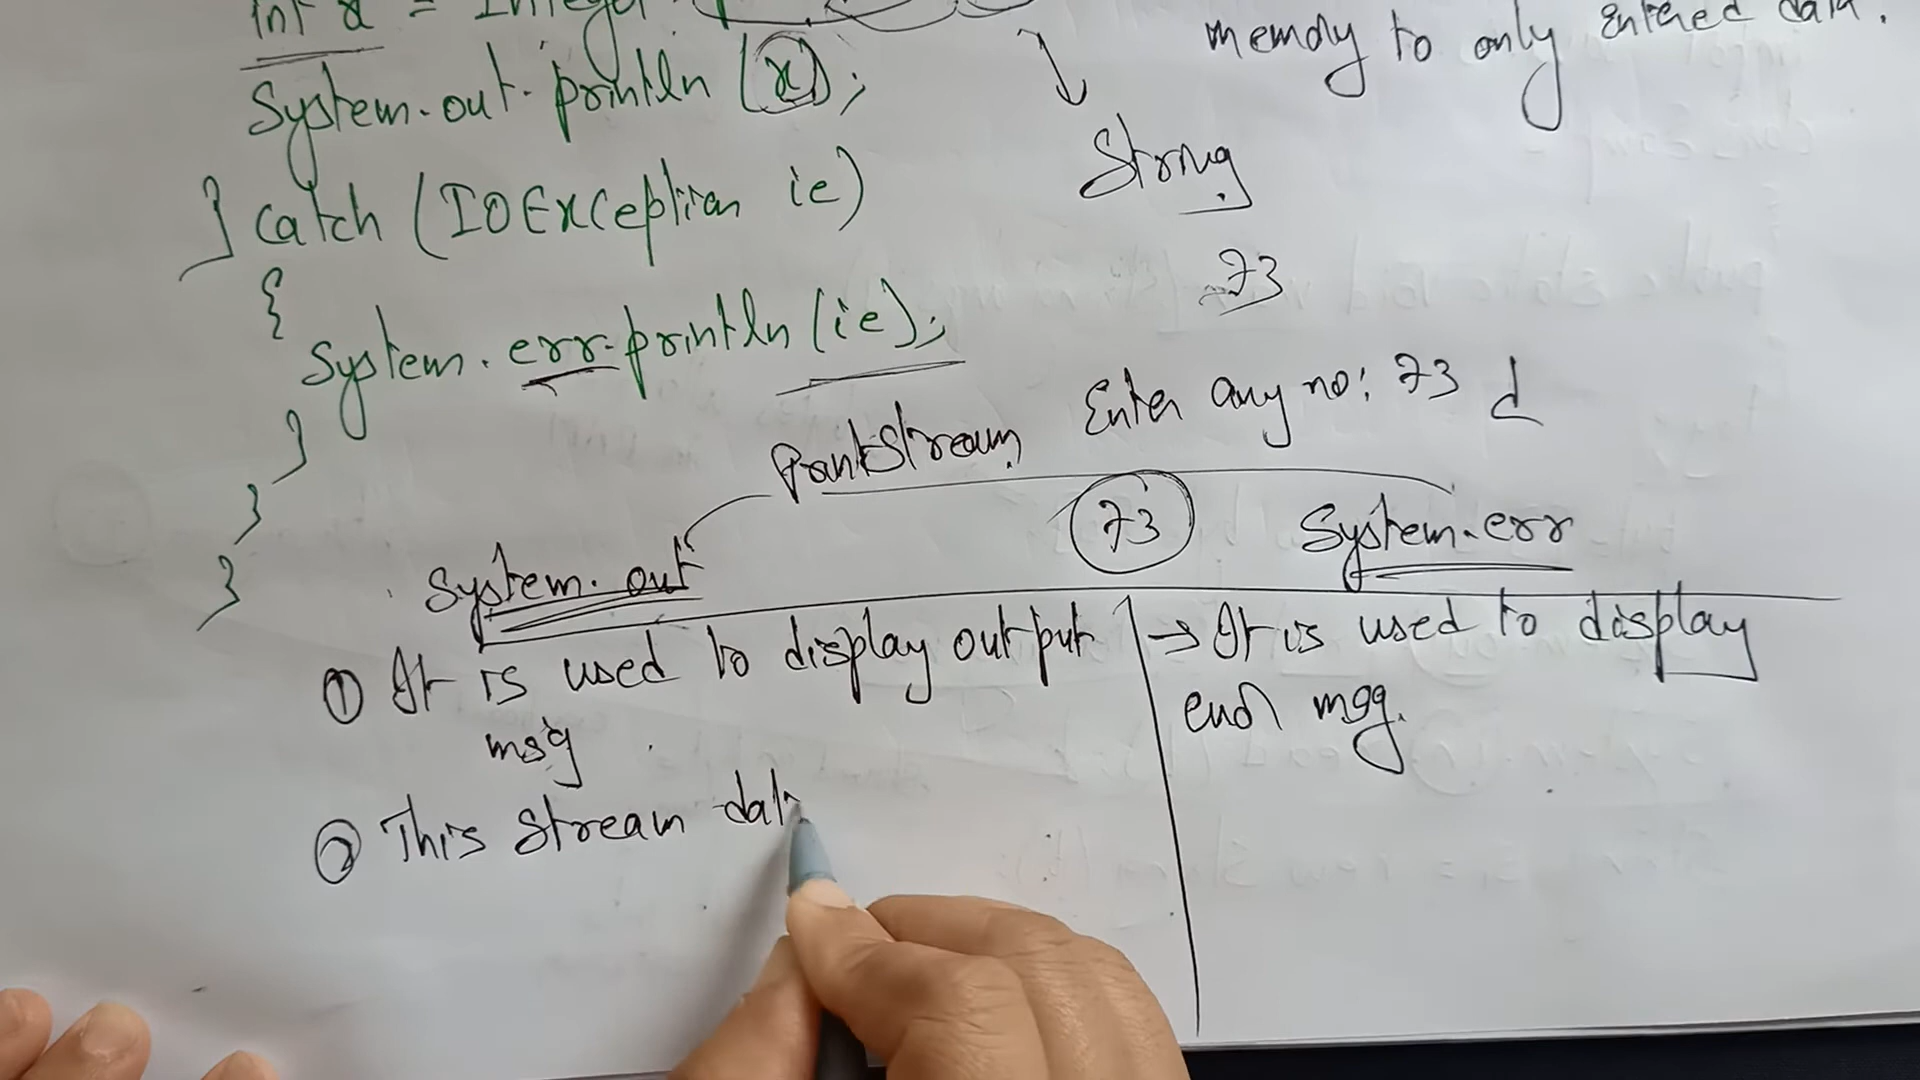 int x = Integer
System.out.println (x);
} catch (IOException ie)
{
System.err.println (ie);
}
}
}
memory to only entered data.
String
73
Enter any no: 73
PrintStream
73
System.out
System.err
① It is used to display output
msg
② This stream dat
→ It is used to display
msg.